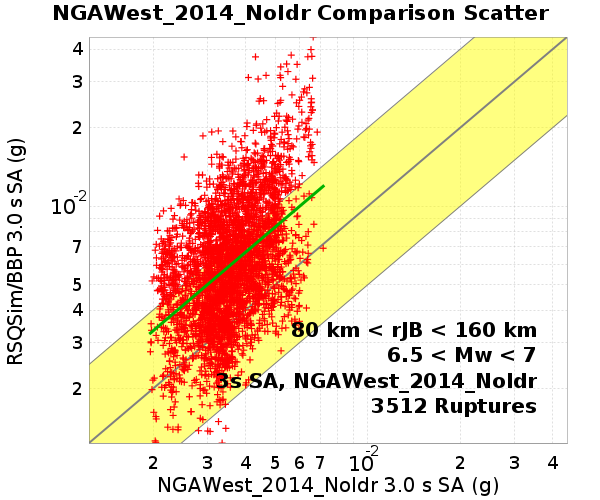 NGAWest_2014_NoIdr Comparison Scatter
RSQSim/BBP 3.0 s SA (g)
4
3
2
10-2
7
5
4
3
2
80 km < rJB < 160 km
6.5 < Mw < 7
3s SA, NGAWest_2014_NoIdr
3512 Ruptures
2 3 4 5 6 7 10-2 2 3 4
NGAWest_2014_NoIdr 3.0 s SA (g)